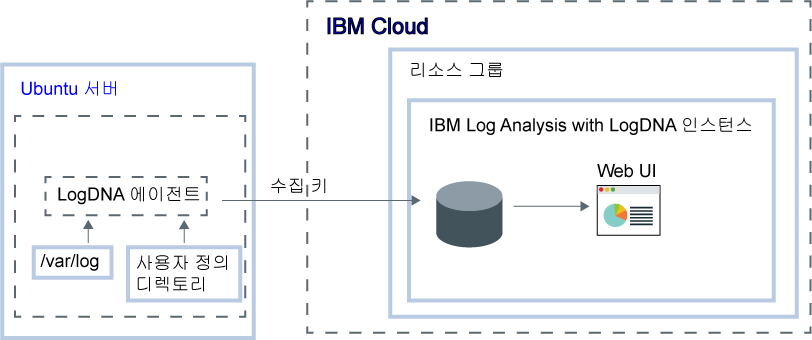 IBM Cloud
리소스 그룹
Ubuntu 서버
IBM Log Analysis with LogDNA 인스턴스
Web UI
LogDNA 에이전트
수집 키
/var/log
사용자 정의
디렉토리